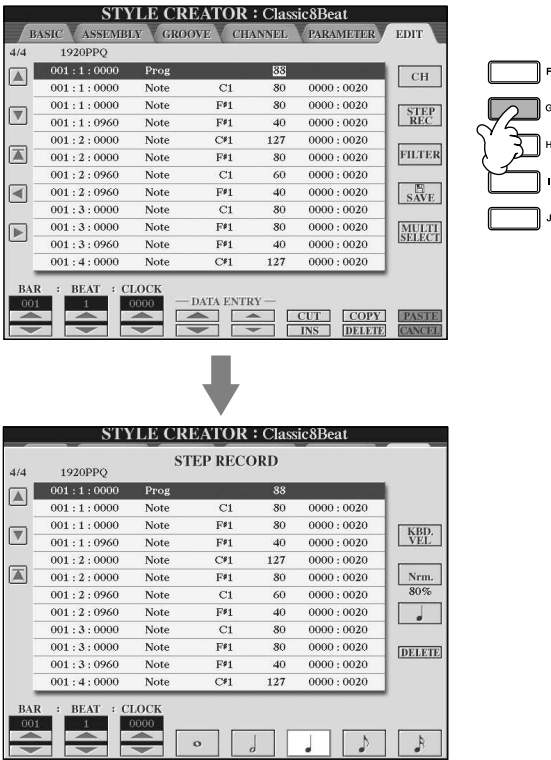 STYLE CREATOR : Classic8Beat
BASIC ASSEMBLY GROOVE CHANNEL PARAMETER EDIT
4/4 1920PPQ
001 : 1 : 0000 Prog 88
001 : 1 : 0000 Note C1 80 0000 : 0020
001 : 1 : 0000 Note F#1 80 0000 : 0020
001 : 1 : 0960 Note F#1 40 0000 : 0020
001 : 2 : 0000 Note C#1 127 0000 : 0020
001 : 2 : 0000 Note F#1 80 0000 : 0020
001 : 2 : 0960 Note C1 60 0000 : 0020
001 : 2 : 0960 Note F#1 40 0000 : 0020
001 : 3 : 0000 Note C1 80 0000 : 0020
001 : 3 : 0000 Note F#1 80 0000 : 0020
001 : 3 : 0960 Note F#1 40 0000 : 0020
001 : 4 : 0000 Note C#1 127 0000 : 0020
CH
STEP
REC
FILTER
SAVE
MULTI
SELECT
F
G
H
I
J
BAR : BEAT : CLOCK
001 1 0000
DATA ENTRY
CUT COPY PASTE
INS DELETE CANCEL
STYLE CREATOR : Classic8Beat
STEP RECORD
4/4 1920PPQ
001 : 1 : 0000 Prog 88
001 : 1 : 0000 Note C1 80 0000 : 0020
001 : 1 : 0000 Note F#1 80 0000 : 0020
001 : 1 : 0960 Note F#1 40 0000 : 0020
001 : 2 : 0000 Note C#1 127 0000 : 0020
001 : 2 : 0000 Note F#1 80 0000 : 0020
001 : 2 : 0960 Note C1 60 0000 : 0020
001 : 2 : 0960 Note F#1 40 0000 : 0020
001 : 3 : 0000 Note C1 80 0000 : 0020
001 : 3 : 0000 Note F#1 80 0000 : 0020
001 : 3 : 0960 Note F#1 40 0000 : 0020
001 : 4 : 0000 Note C#1 127 0000 : 0020
KBD.
VEL
Nrm.
80%
DELETE
BAR : BEAT : CLOCK
001 1 0000